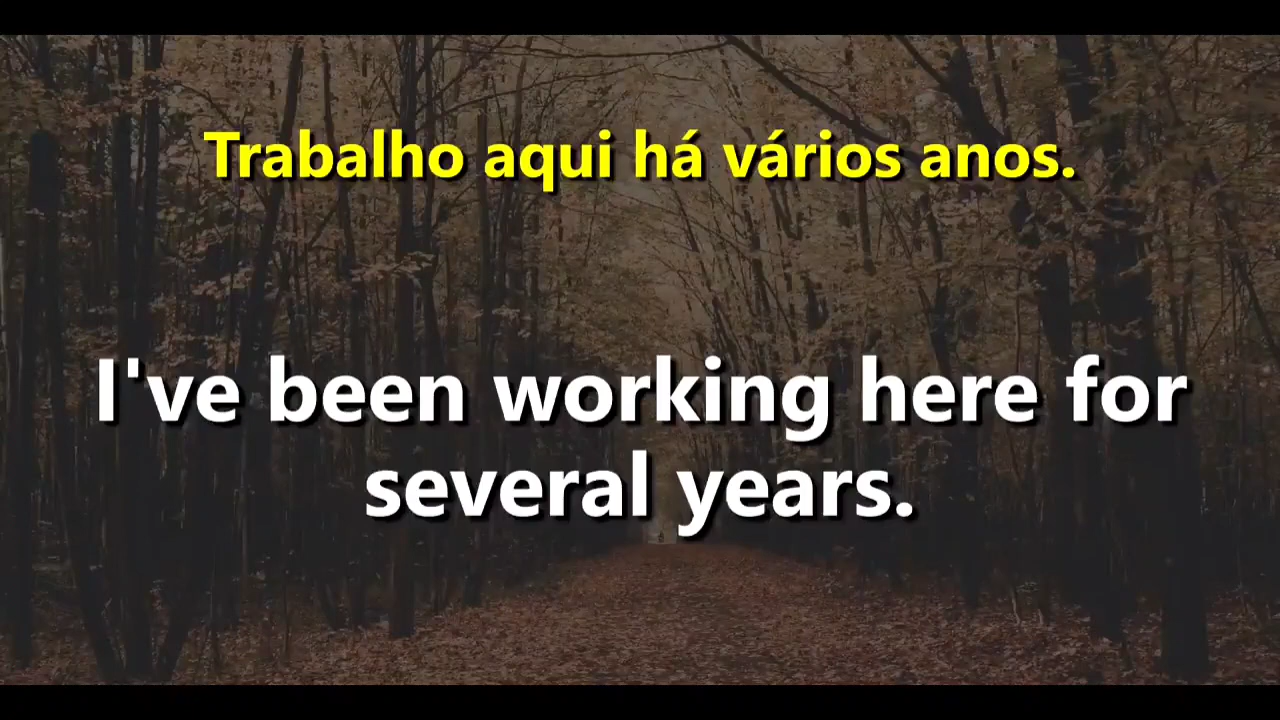 Trabalho aqui há vários anos.
I've been working here for
several years.